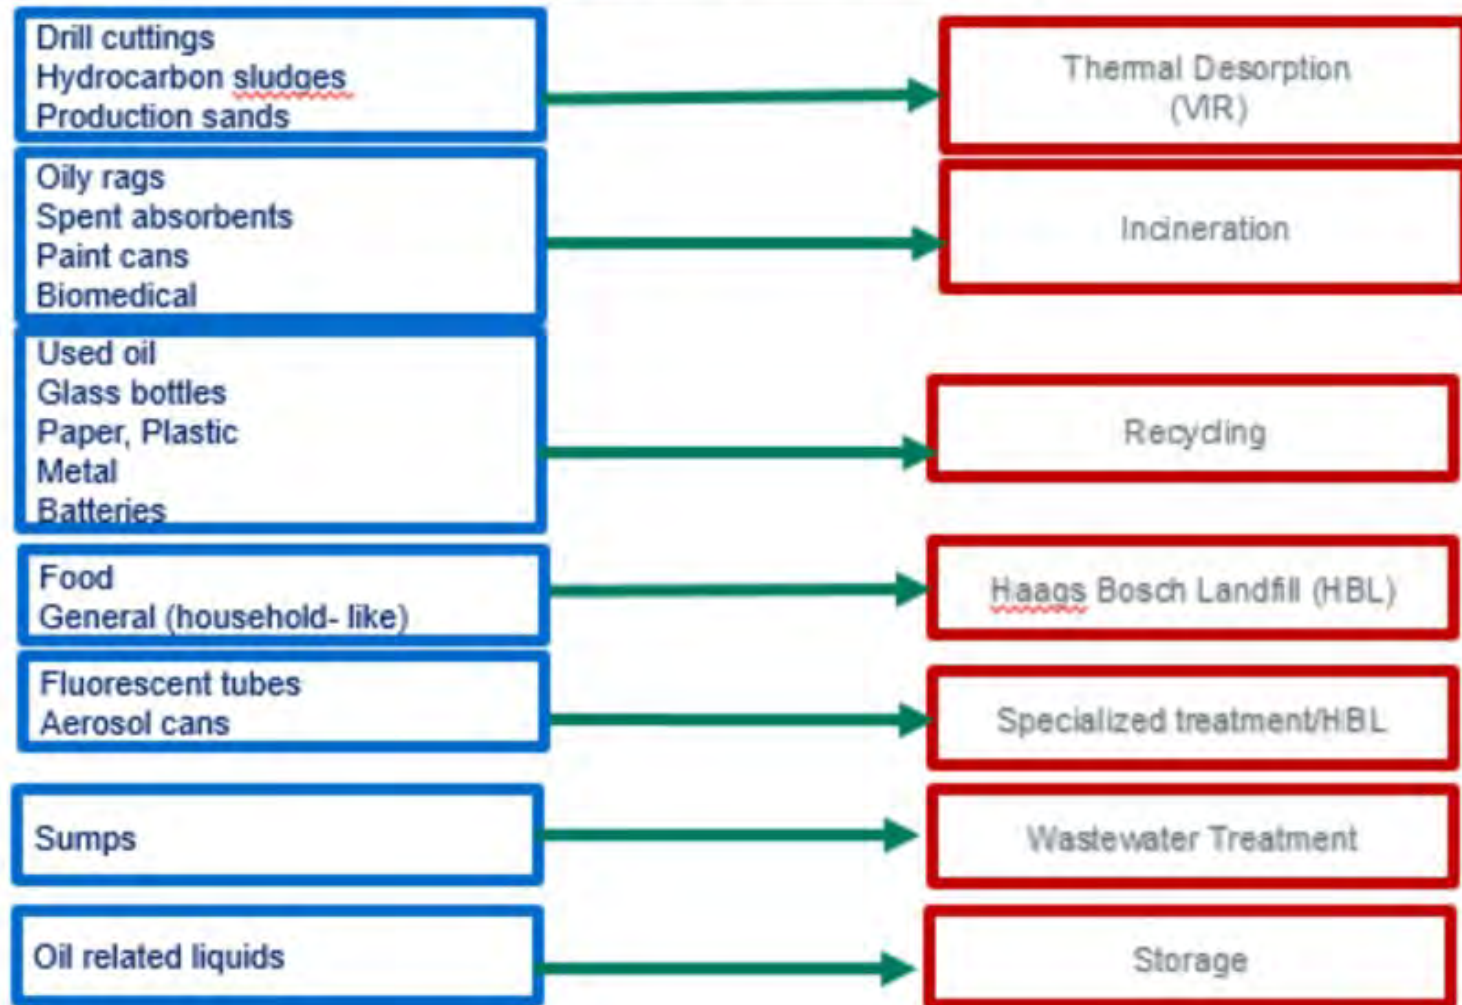 Drill cuttings
Hydrocarbon sludges
Production sands
Thermal Desorption
(VIR)
Oily rags
Spent absorbents
Paint cans
Biomedical
Incineration
Used oil
Glass bottles
Paper, Plastic
Metal
Batteries
Recycling
Food
General (household- like)
Haags Bosch Landfill (HBL)
Fluorescent tubes
Aerosol cans
Specialized treatment/HBL
Sumps
Wastewater Treatment
Oil related liquids
Storage